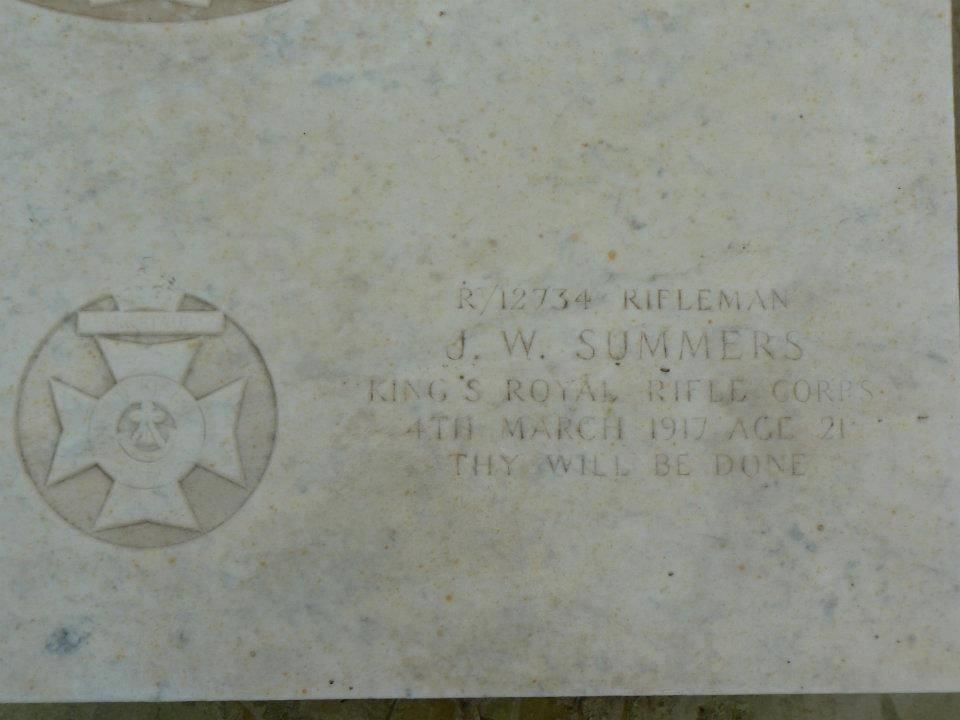 R/12734 RIFLEMAN
J. W. SUMMERS
KING'S ROYAL RIFLE CORPS
4TH MARCH 1917 AGE 21
THY WILL BE DONE